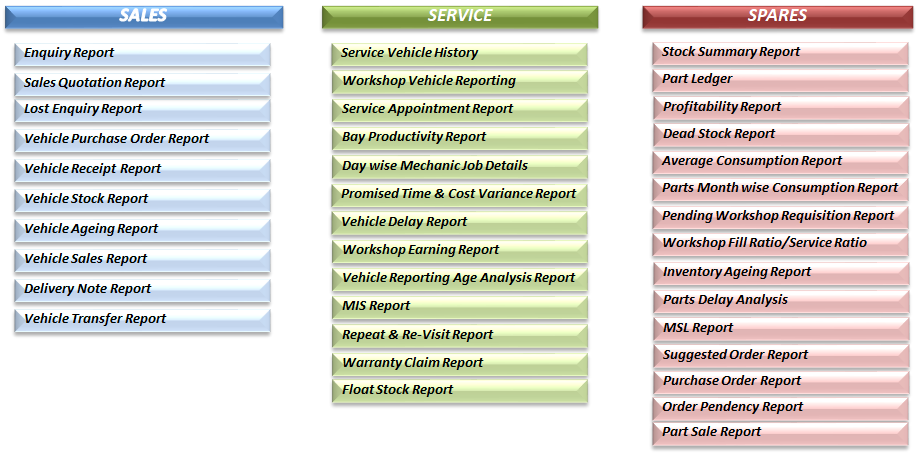 SALES
Enquiry Report
Sales Quotation Report
Lost Enquiry Report
Vehicle Purchase Order Report
Vehicle Receipt Report
Vehicle Stock Report
Vehicle Ageing Report
Vehicle Sales Report
Delivery Note Report
Vehicle Transfer Report
SERVICE
Service Vehicle History
Workshop Vehicle Reporting
Service Appointment Report
Bay Productivity Report
Day wise Mechanic Job Details
Promised Time & Cost Variance Report
Vehicle Delay Report
Workshop Earning Report
Vehicle Reporting Age Analysis Report
MIS Report
Repeat & Re-Visit Report
Warranty Claim Report
Float Stock Report
SPARES
Stock Summary Report
Part Ledger
Profitability Report
Dead Stock Report
Average Consumption Report
Parts Month wise Consumption Report
Pending Workshop Requisition Report
Workshop Fill Ratio/Service Ratio
Inventory Ageing Report
Parts Delay Analysis
MSL Report
Suggested Order Report
Purchase Order Report
Order Pendency Report
Part Sale Report